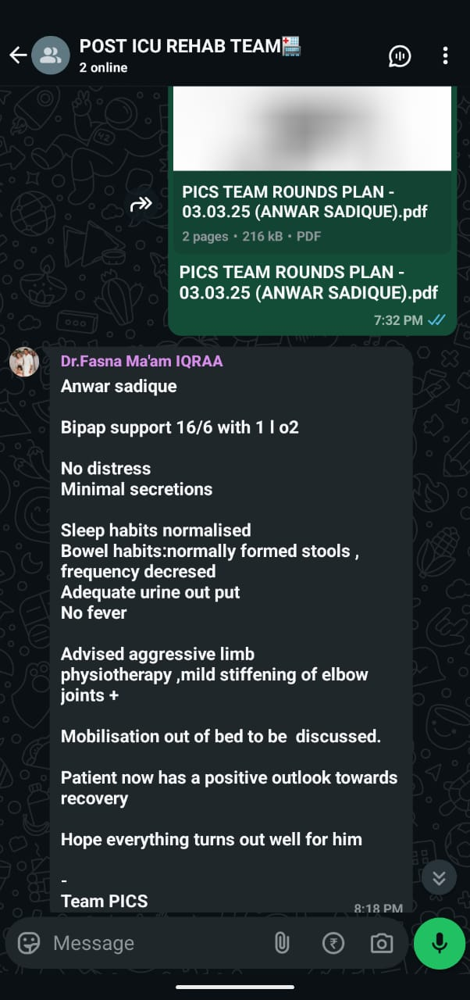 POST ICU REHAB TEAM🏥
2 online
PICS TEAM ROUNDS PLAN -
03.03.25 (ANWAR SADIQUE).pdf
2 pages • 216 kB • PDF
PICS TEAM ROUNDS PLAN -
03.03.25 (ANWAR SADIQUE).pdf
7:32 PM
Dr.Fasna Ma'am IQRAA
Anwar sadique
Bipap support 16/6 with 1 l o2
No distress
Minimal secretions
Sleep habits normalised
Bowel habits:normally formed stools ,
frequency decresed
Adequate urine out put
No fever
Advised aggressive limb
physiotherapy ,mild stiffening of elbow
joints +
Mobilisation out of bed to be  discussed.
Patient now has a positive outlook towards
recovery
Hope everything turns out well for him
-
Team PICS
8:18 PM
Message